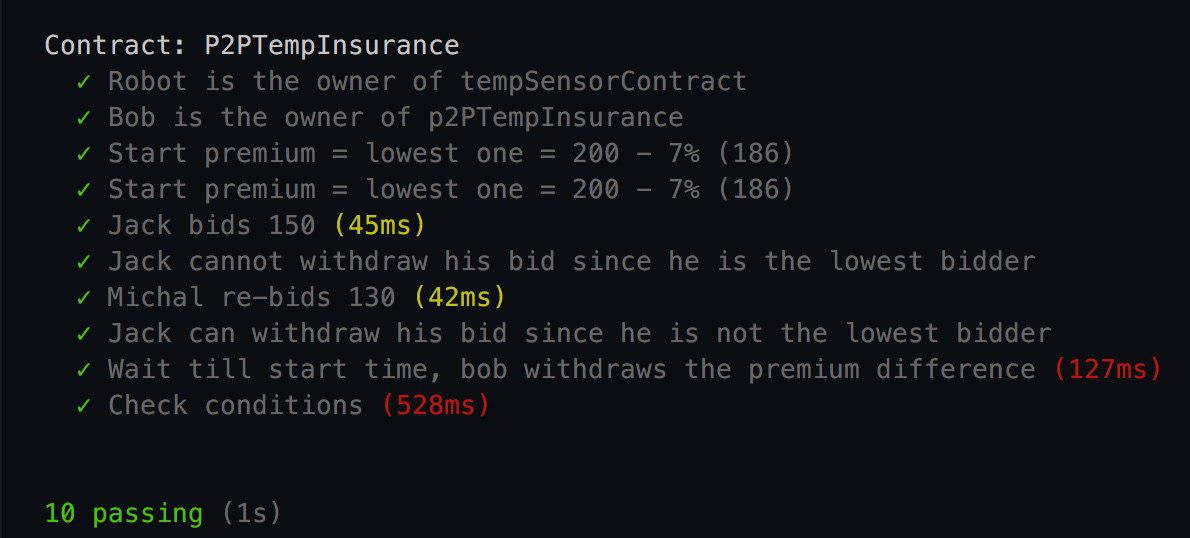 Contract: P2PTempInsurance
✓ Robot is the owner of tempSensorContract
✓ Bob is the owner of p2PTempInsurance
✓ Start premium = lowest one = 200 - 7% (186)
✓ Start premium = lowest one = 200 - 7% (186)
✓ Jack bids 150 (45ms)
✓ Jack cannot withdraw his bid since he is the lowest bidder
✓ Michal re-bids 130 (42ms)
✓ Jack can withdraw his bid since he is not the lowest bidder
✓ Wait till start time, bob withdraws the premium difference (127ms)
✓ Check conditions (528ms)
10 passing (1s)